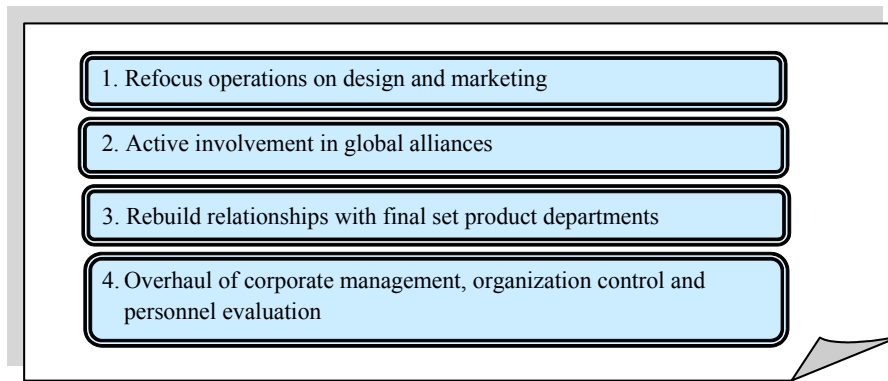 1. Refocus operations on design and marketing
2. Active involvement in global alliances
3. Rebuild relationships with final set product departments
4. Overhaul of corporate management, organization control and
personnel evaluation